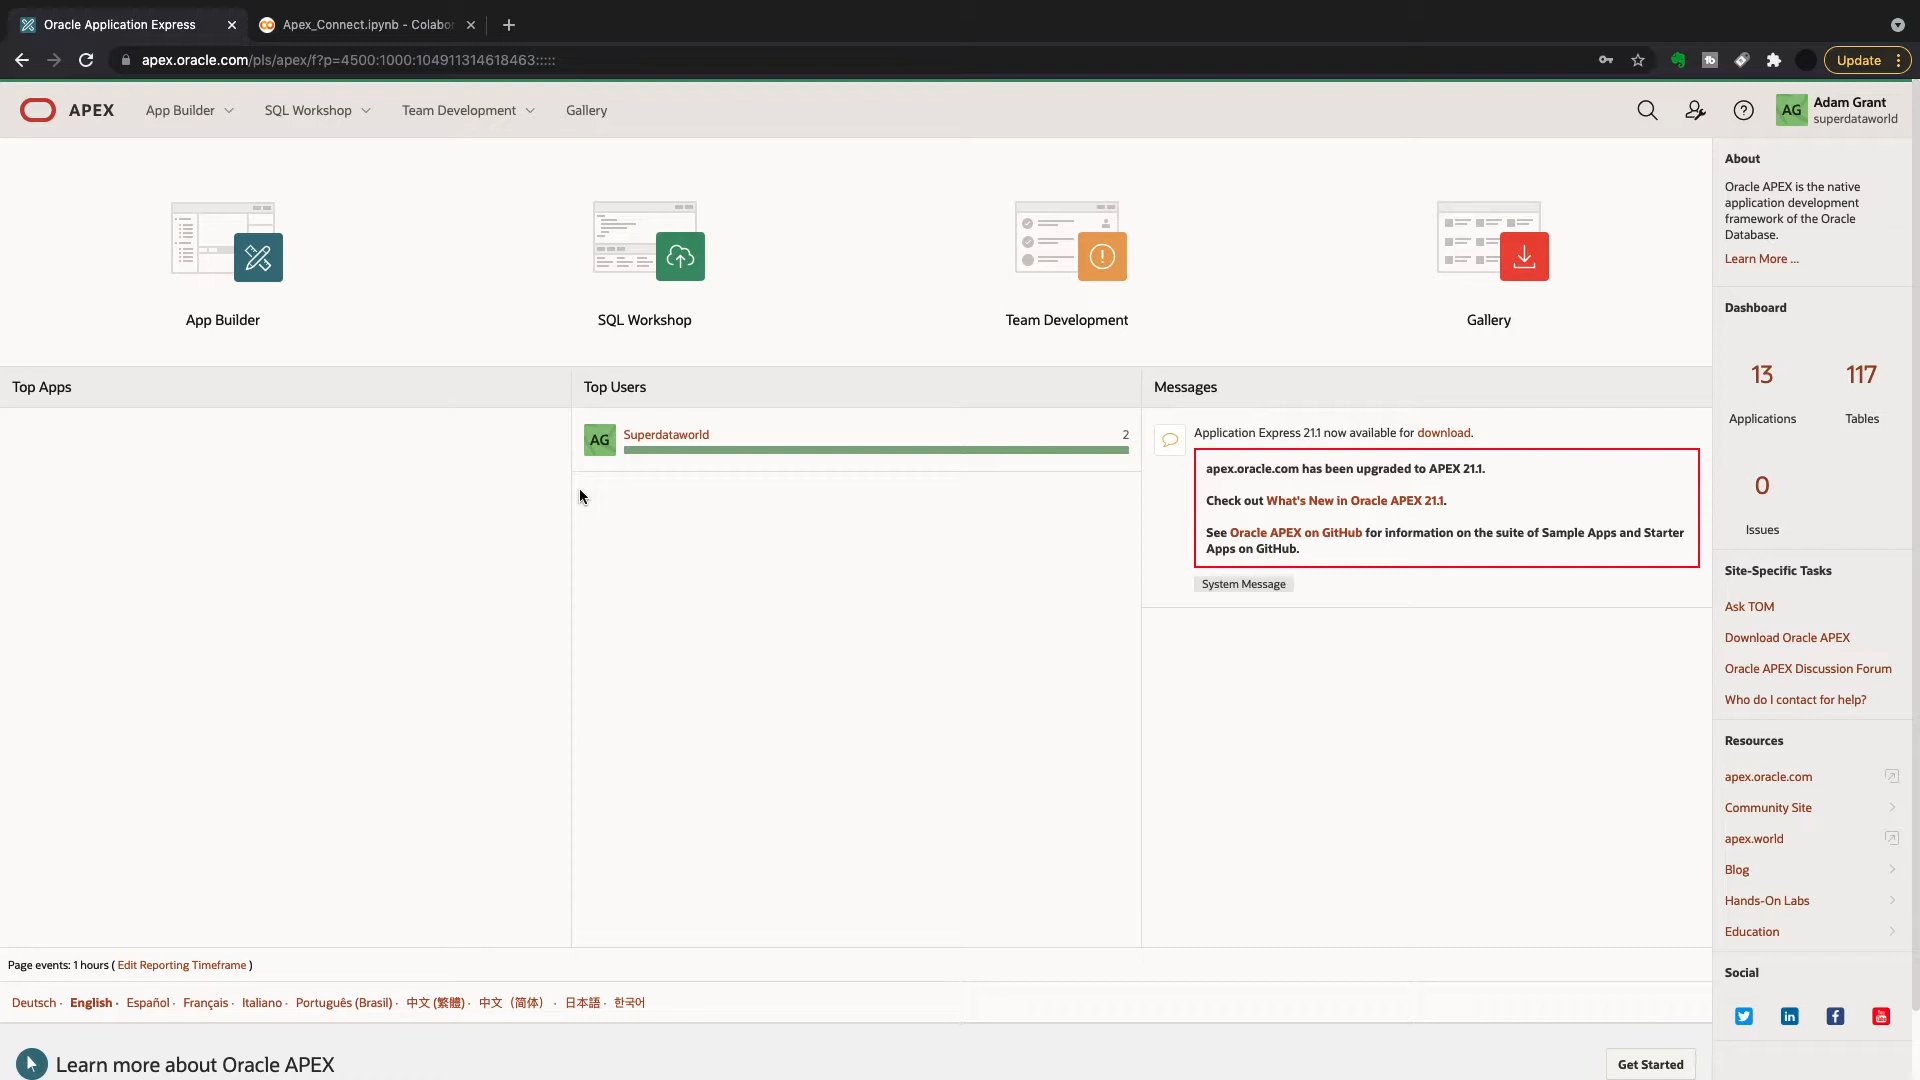 Oracle Application Express
Apex_Connect.ipynb - Colabor
apex.oracle.com/pls/apex/f?p=4500:1000:104911314618463:::::
Update
APEX
App Builder
SQL Workshop
Team Development
Gallery
AG
Adam Grant
superdataworld
App Builder
SQL Workshop
Team Development
Gallery
Top Apps
Top Users
AG
Superdataworld
2
Messages
Application Express 21.1 now available for download.
apex.oracle.com has been upgraded to APEX 21.1.
Check out What's New in Oracle APEX 21.1.
See Oracle APEX on GitHub for information on the suite of Sample Apps and Starter
Apps on GitHub.
System Message
About
Oracle APEX is the native
application development
framework of the Oracle
Database.
Learn More ...
Dashboard
13
Applications
117
Tables
0
Issues
Site-Specific Tasks
Ask TOM
Download Oracle APEX
Oracle APEX Discussion Forum
Who do I contact for help?
Resources
apex.oracle.com
Community Site
apex.world
Blog
Hands-On Labs
Education
Social
Page events: 1 hours ( Edit Reporting Timeframe )
Deutsch · English · Español · Français · Italiano · Português (Brasil) · 中文 (繁體) · 中文（简体） · 日本語 · 한국어
Learn more about Oracle APEX
Get Started